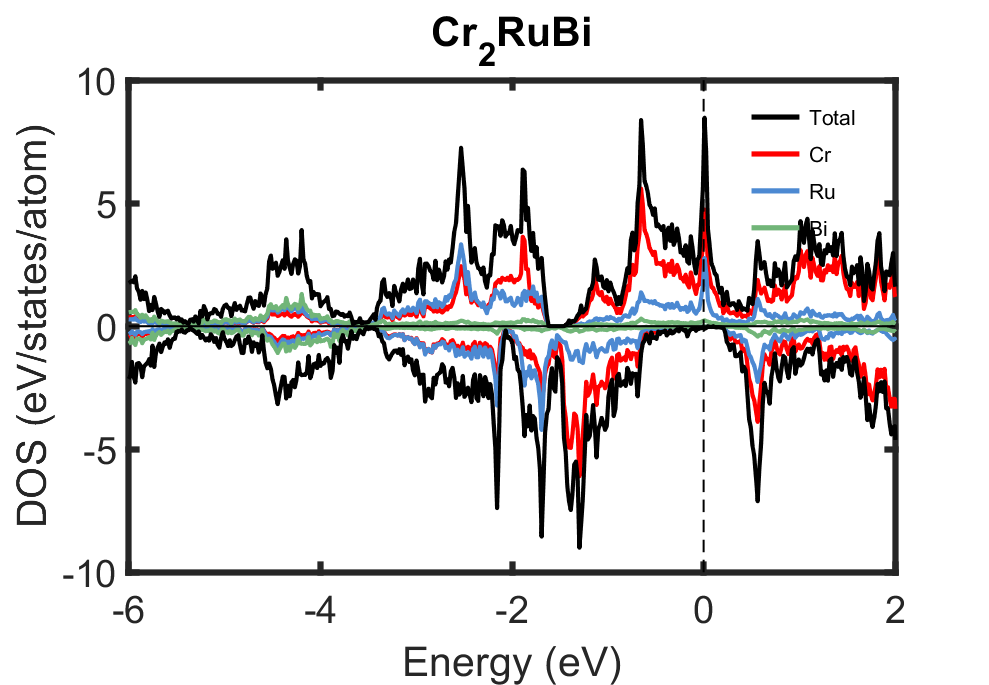 Cr2RuBi
DOS (eV/states/atom)
10
5
0
-5
-10
Total
Cr
Ru
Bi
-6 -4 -2 0 2
Energy (eV)